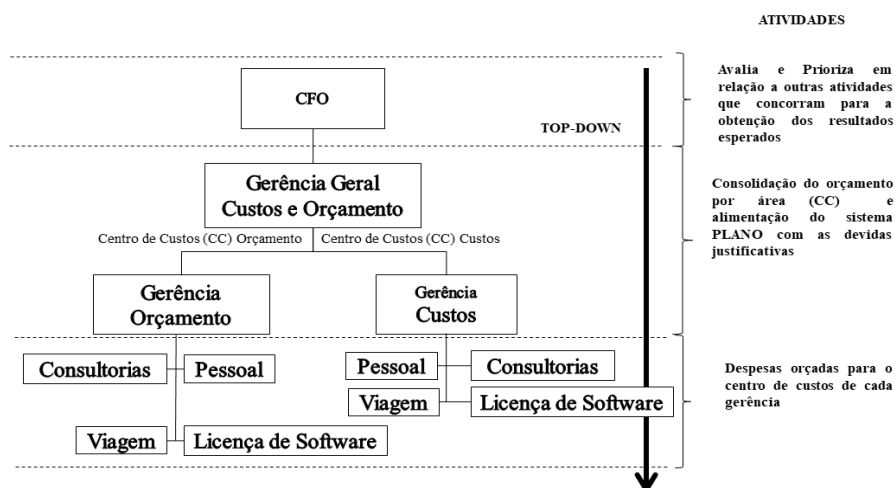 ATIVIDADES
CFO
TOP-DOWN
Avalia e Prioriza em
relação a outras atividades
que concorram para a
obtenção dos resultados
esperados
Gerência Geral
Custos e Orçamento
Centro de Custos (CC) Orçamento
Centro de Custos (CC) Custos
Consolidação do orçamento
por área (CC) e
alimentação do sistema
PLANO com as devidas
justificativas
Gerência
Orçamento
Gerência
Custos
Consultorias
Pessoal
Viagem
Licença de Software
Pessoal
Consultorias
Viagem
Licença de Software
Despesas orçadas para o
centro de custos de cada
gerência